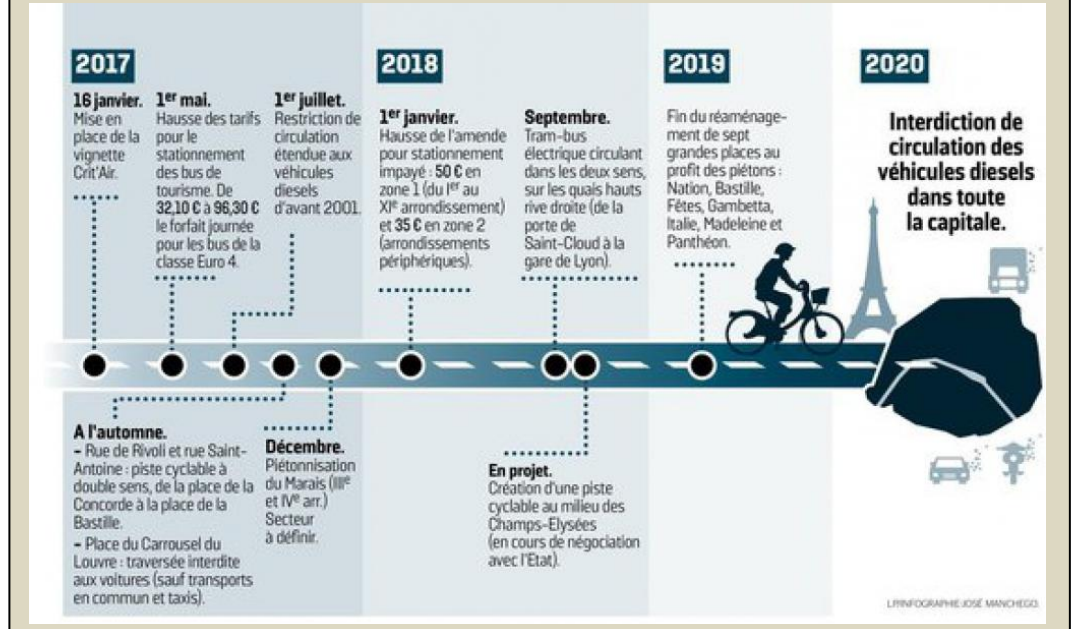 2017
16 janvier.
Mise en
place de la
vignette
Crit'Air.
1er mai.
Hausse des tarifs
pour le
stationnement
des bus de
tourisme. De
32,10 € à 96,30 €
le forfait journée
pour les bus de la
classe Euro 4.
1er juillet.
Restriction de
circulation
étendue aux
véhicules
diesels
d'avant 2001.
A l'automne.
- Rue de Rivoli et rue Saint-
Antoine : piste cyclable à
double sens, de la place de la
Concorde à la place de la
Bastille.
- Place du Carrousel du
Louvre : traversée interdite
aux voitures (sauf transports
en commun et taxis).
Décembre.
Piétonnisation
du Marais (IIIe
et IVe arr.)
Secteur
à définir.
2018
1er janvier.
Hausse de l'amende
pour stationnement
impayé : 50 € en
zone 1 (du Ier au
XIe arrondissement)
et 35 € en zone 2
(arrondissements
périphériques).
Septembre.
Tram-bus
électrique circulant
dans les deux sens,
sur les quais hauts
rive droite (de la
porte de
Saint-Cloud à la
gare de Lyon).
En projet.
Création d'une piste
cyclable au milieu des
Champs-Elysées
(en cours de négociation
avec l'Etat).
2019
Fin du réaménage-
ment de sept
grandes places au
profit des piétons :
Nation, Bastille,
Fêtes, Gambetta,
Italie, Madeleine et
Panthéon.
2020
Interdiction de
circulation des
véhicules diesels
dans toute
la capitale.
LP/INFOGRAPHIE JOSÉ MANCHEGO.